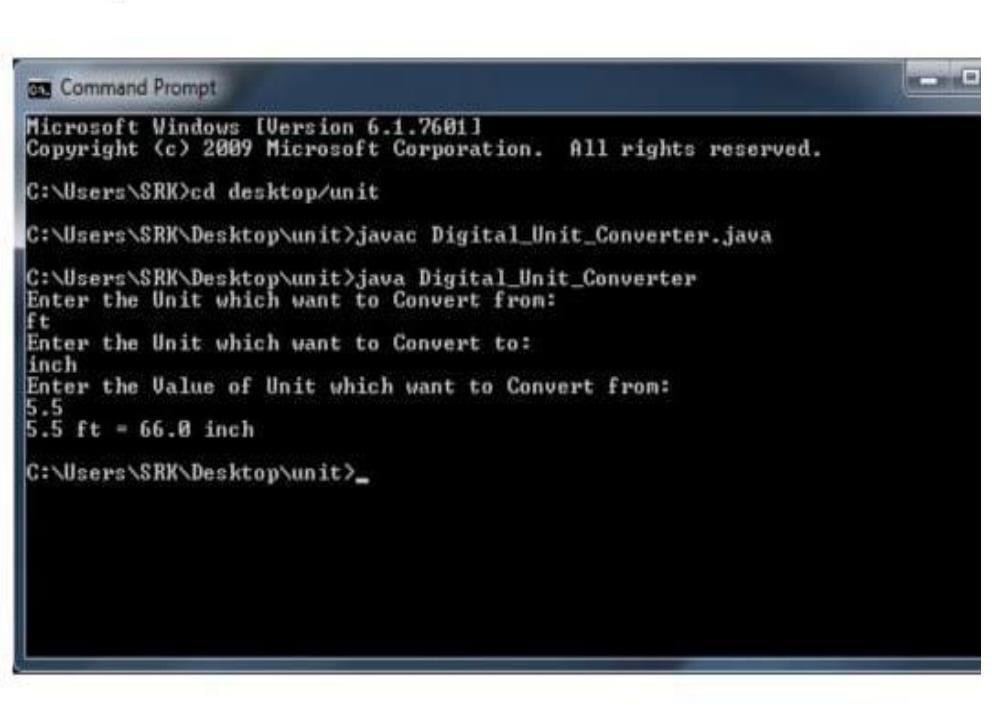 Command Prompt
Microsoft Windows [Version 6.1.7601]
Copyright (c) 2009 Microsoft Corporation.  All rights reserved.
C:\Users\SRK>cd desktop/unit
C:\Users\SRK\Desktop\unit>javac Digital_Unit_Converter.java
C:\Users\SRK\Desktop\unit>java Digital_Unit_Converter
Enter the Unit which want to Convert from:
ft
Enter the Unit which want to Convert to:
inch
Enter the Value of Unit which want to Convert from:
5.5
5.5 ft = 66.0 inch
C:\Users\SRK\Desktop\unit>_